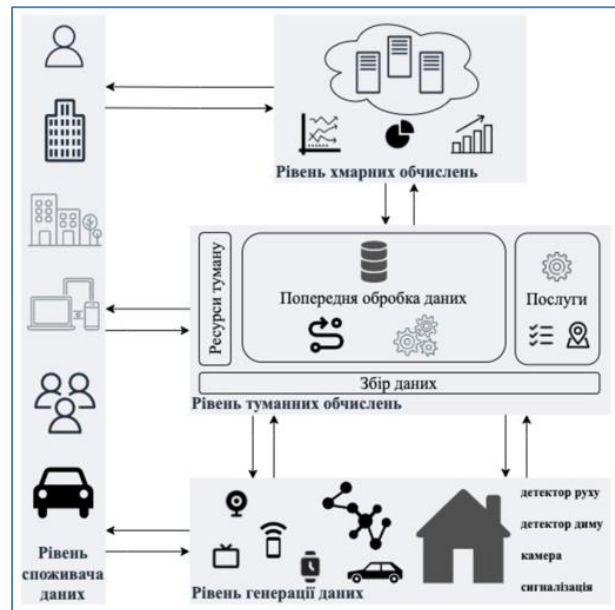 Рівень хмарних обчислень
Ресурси туману
Попередня обробка даних
Послуги
Збір даних
Рівень туманних обчислень
детектор руху
детектор диму
камера
сигналізація
Рівень генерації даних
Рівень
споживача
даних